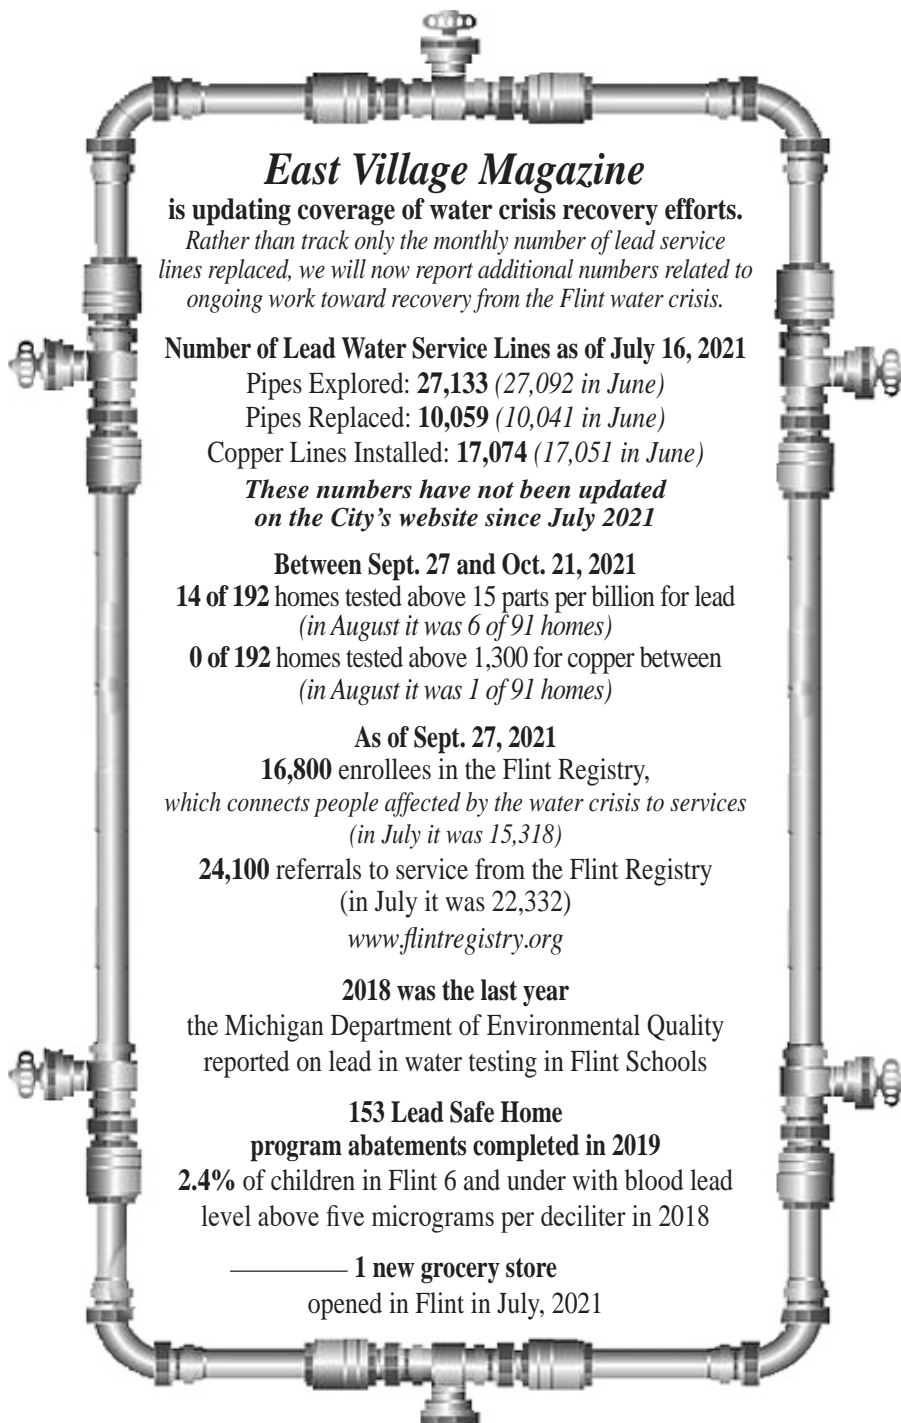 East Village Magazine
is updating coverage of water crisis recovery efforts.
Rather than track only the monthly number of lead service
lines replaced, we will now report additional numbers related to
ongoing work toward recovery from the Flint water crisis.
Number of Lead Water Service Lines as of July 16, 2021
Pipes Explored: 27,133 (27,092 in June)
Pipes Replaced: 10,059 (10,041 in June)
Copper Lines Installed: 17,074 (17,051 in June)
These numbers have not been updated
on the City’s website since July 2021
Between Sept. 27 and Oct. 21, 2021
14 of 192 homes tested above 15 parts per billion for lead
(in August it was 6 of 91 homes)
0 of 192 homes tested above 1,300 for copper between
(in August it was 1 of 91 homes)
As of Sept. 27, 2021
16,800 enrollees in the Flint Registry,
which connects people affected by the water crisis to services
(in July it was 15,318)
24,100 referrals to service from the Flint Registry
(in July it was 22,332)
www.flintregistry.org
2018 was the last year
the Michigan Department of Environmental Quality
reported on lead in water testing in Flint Schools
153 Lead Safe Home
program abatements completed in 2019
2.4% of children in Flint 6 and under with blood lead
level above five micrograms per deciliter in 2018
1 new grocery store
opened in Flint in July, 2021